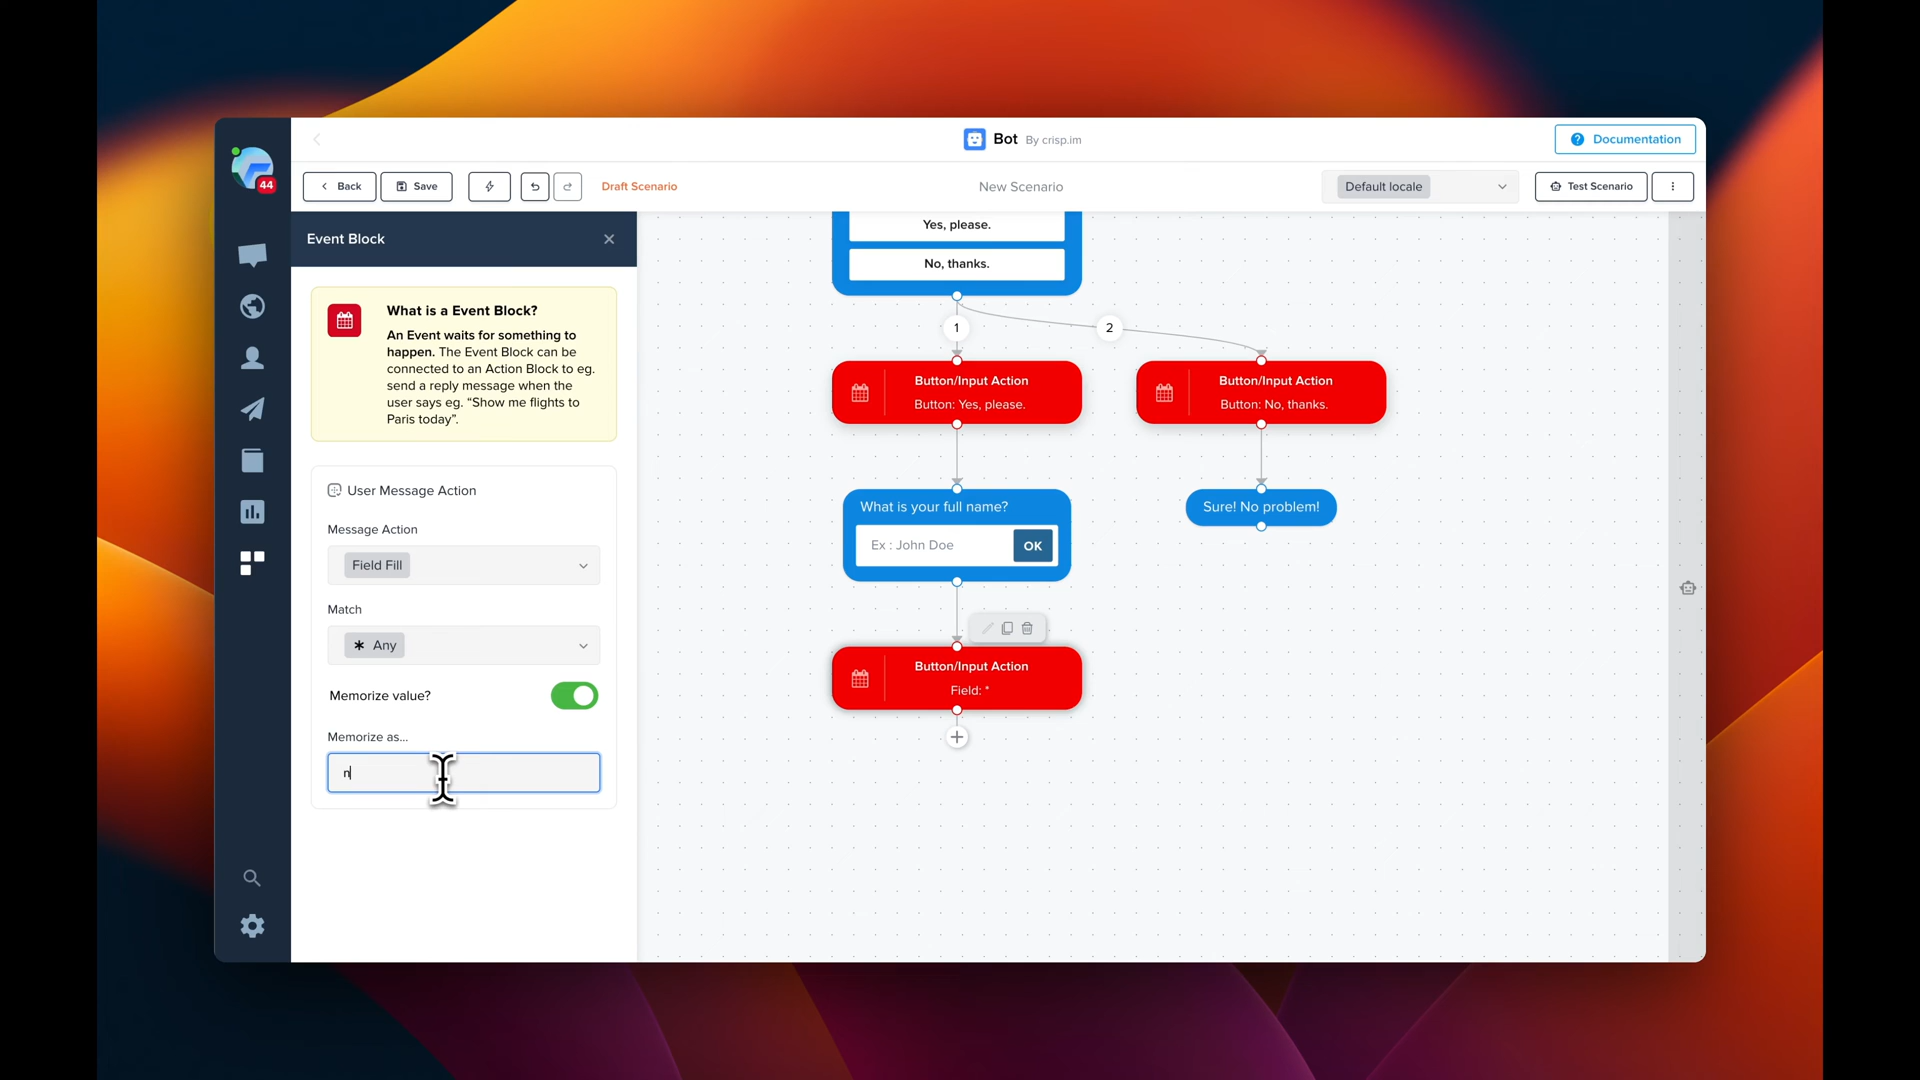 Bot By crisp.im
Documentation
44
Back
Save
Draft Scenario
New Scenario
Default locale
Test Scenario
Event Block
What is a Event Block?
An Event waits for something to
happen. The Event Block can be
connected to an Action Block to eg.
send a reply message when the
user says eg. “Show me flights to
Paris today”.
User Message Action
Message Action
Field Fill
Match
* Any
Memorize value?
Memorize as...
n
Yes, please.
No, thanks.
1
2
Button/Input Action
Button: Yes, please.
Button/Input Action
Button: No, thanks.
What is your full name?
Ex : John Doe
OK
Sure! No problem!
Button/Input Action
Field: *